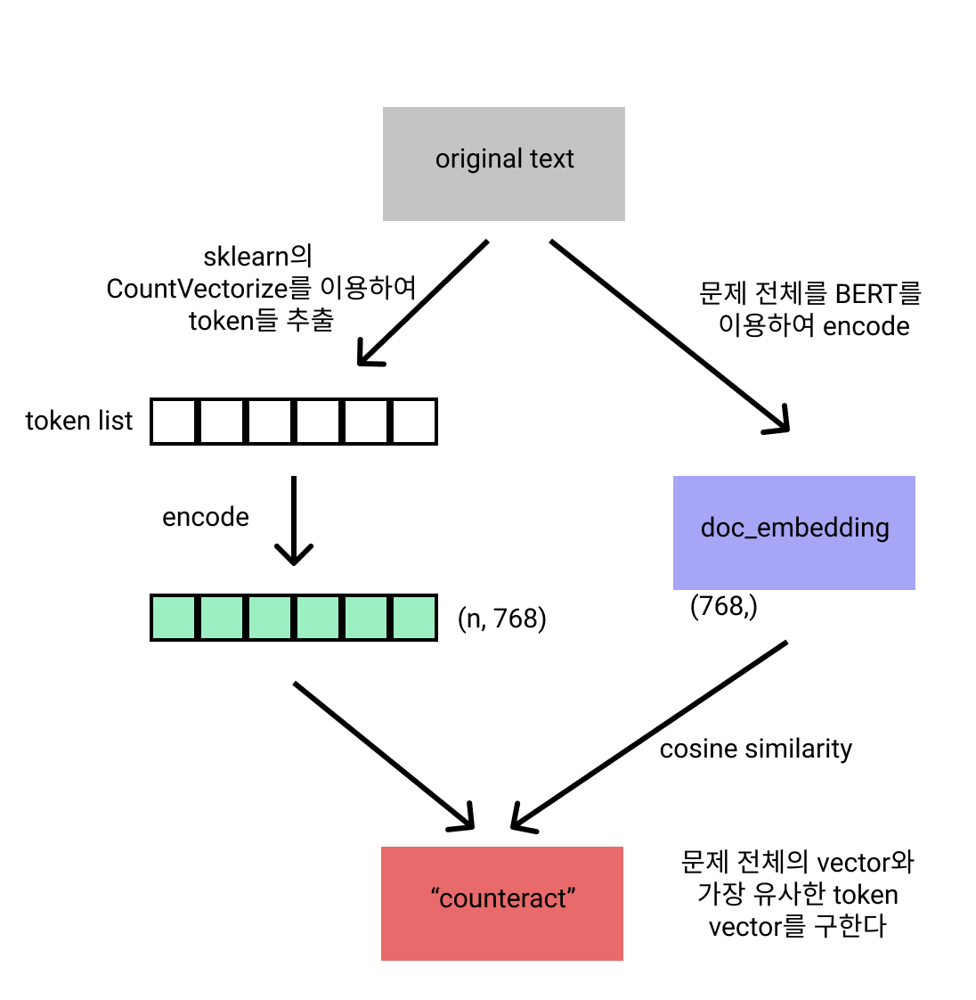 original text
sklearn의
CountVectorize를 이용하여
token들 추출
문제 전체를 BERT를
이용하여 encode
token list
encode
doc_embedding
(n, 768)
(768,)
cosine similarity
“counteract”
문제 전체의 vector와
가장 유사한 token
vector를 구한다